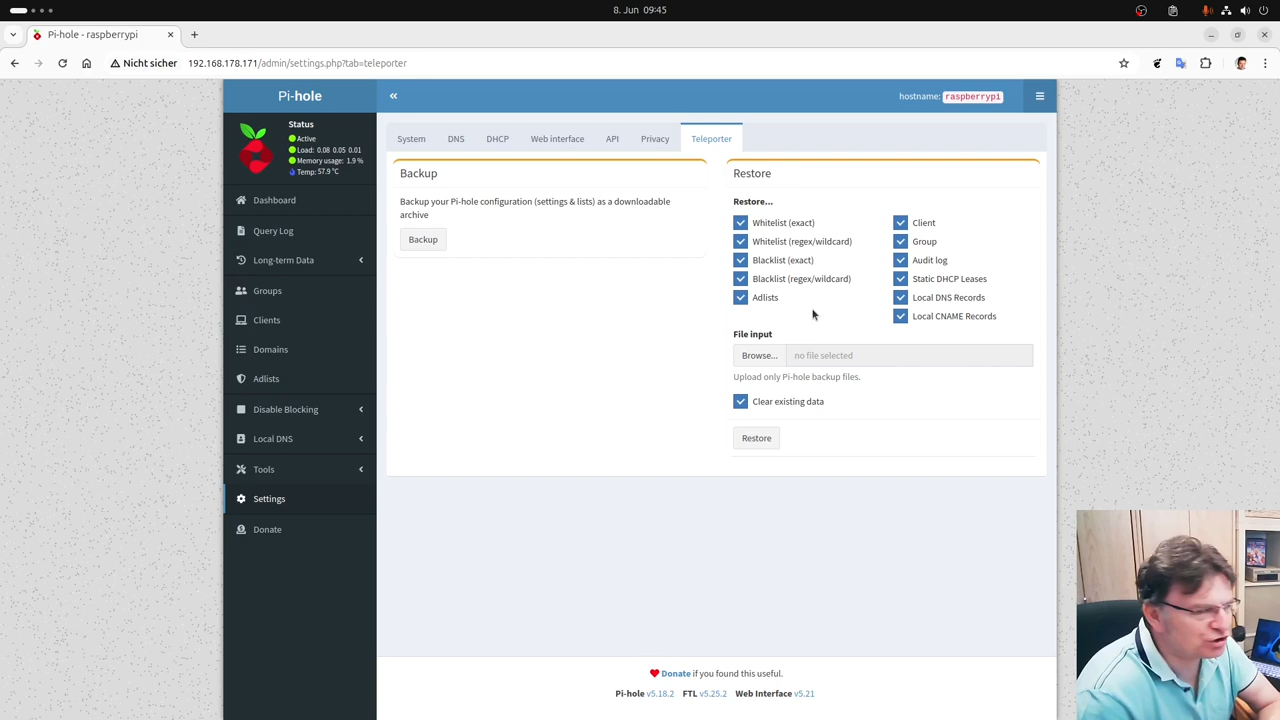 8. Jun 09:45
Pi-hole - raspberrypi
Nicht sicher 192.168.178.171/admin/settings.php?tab=teleporter
Pi-hole
hostname: raspberrypi
Status
Active
Load: 0.08 0.05 0.01
Memory usage: 1.9 %
Temp: 57.9 °C
Dashboard
Query Log
Long-term Data
Groups
Clients
Domains
Adlists
Disable Blocking
Local DNS
Tools
Settings
Donate
System DNS DHCP Web interface API Privacy Teleporter
Backup
Backup your Pi-hole configuration (settings & lists) as a downloadable
archive
Backup
Restore
Restore...
Whitelist (exact)
Whitelist (regex/wildcard)
Blacklist (exact)
Blacklist (regex/wildcard)
Adlists
Client
Group
Audit log
Static DHCP Leases
Local DNS Records
Local CNAME Records
File input
Browse... no file selected
Upload only Pi-hole backup files.
Clear existing data
Restore
Donate if you found this useful.
Pi-hole v5.18.2 FTL v5.25.2 Web Interface v5.21